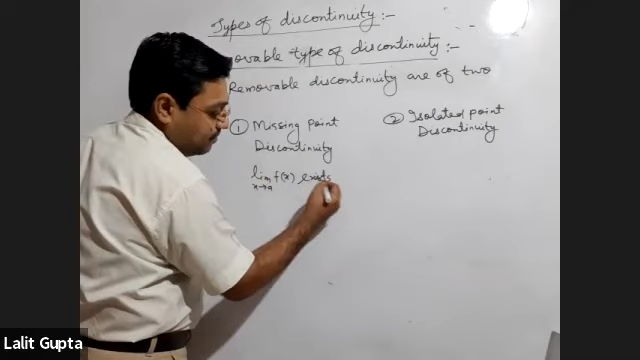 Types of discontinuity :-
ovable type of discontinuity :-
Removable discontinuity are of two
① Missing point
Discontinuity
lim f(x) exists
x→a
② Isolated point
Discontinuity
Lalit Gupta